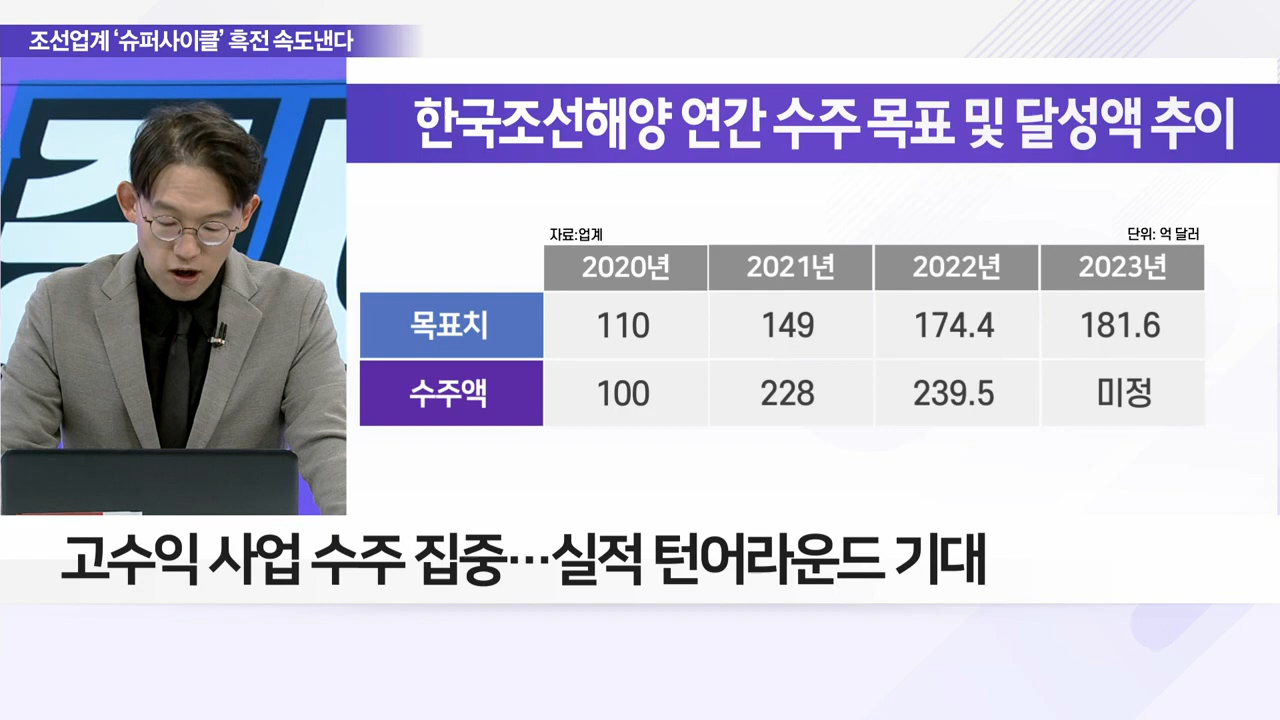 조선업계 ‘슈퍼사이클’ 흑전 속도낸다
한국조선해양 연간 수주 목표 및 달성액 추이
자료:업계 단위: 억 달러
2020년 2021년 2022년 2023년
목표치 110 149 174.4 181.6
수주액 100 228 239.5 미정
고수익 사업 수주 집중…실적 턴어라운드 기대